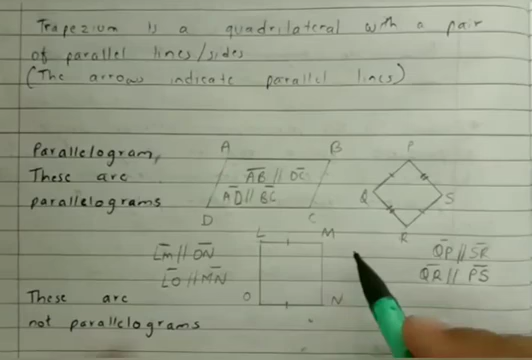 Trapezium is a quadrilateral with a pair
of parallel lines/sides
(The arrows indicate parallel lines)
Parallelogram,
These are
parallelograms
A B
AB // DC
AD // BC
D C
P
Q S
R
QP // SR
QR // PS
L M
LM // ON
LO // MN
O N
These are
not parallelograms